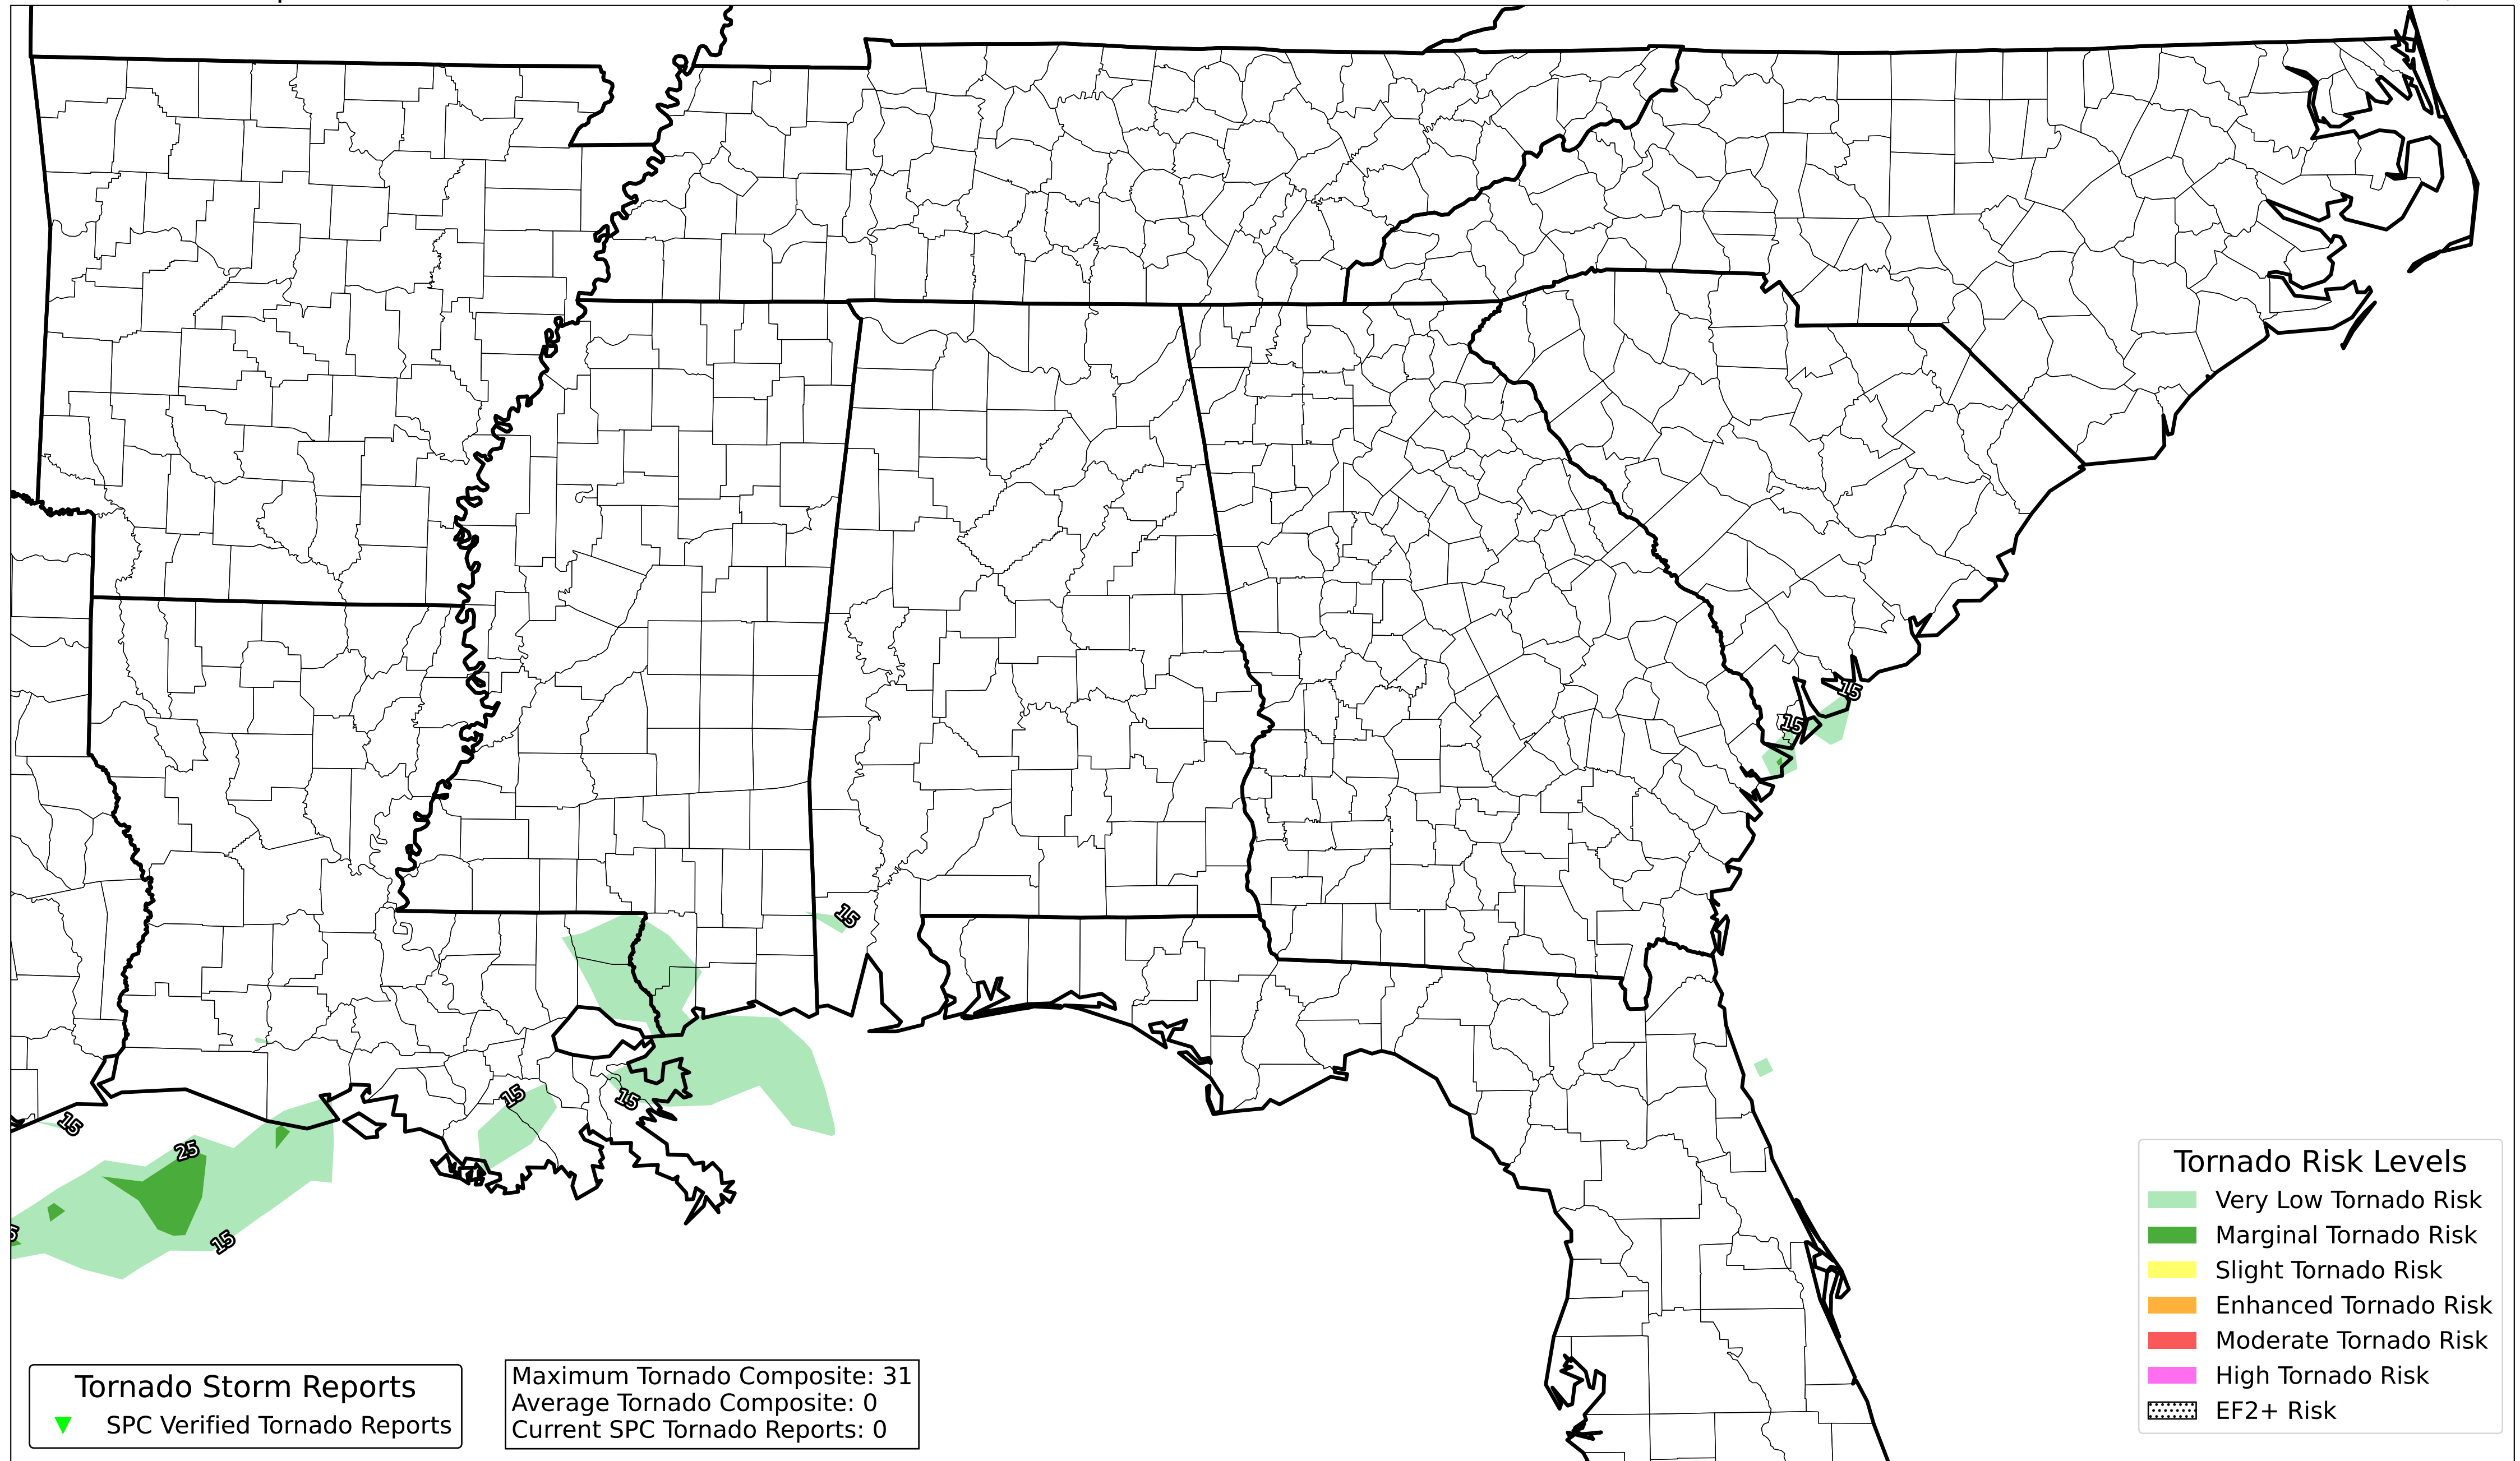 15
15
15
15
15
15
25
15
Tornado Risk Levels
Very Low Tornado Risk
Marginal Tornado Risk
Slight Tornado Risk
Enhanced Tornado Risk
Moderate Tornado Risk
High Tornado Risk
EF2+ Risk
Tornado Storm Reports
SPC Verified Tornado Reports
Maximum Tornado Composite: 31
Average Tornado Composite: 0
Current SPC Tornado Reports: 0